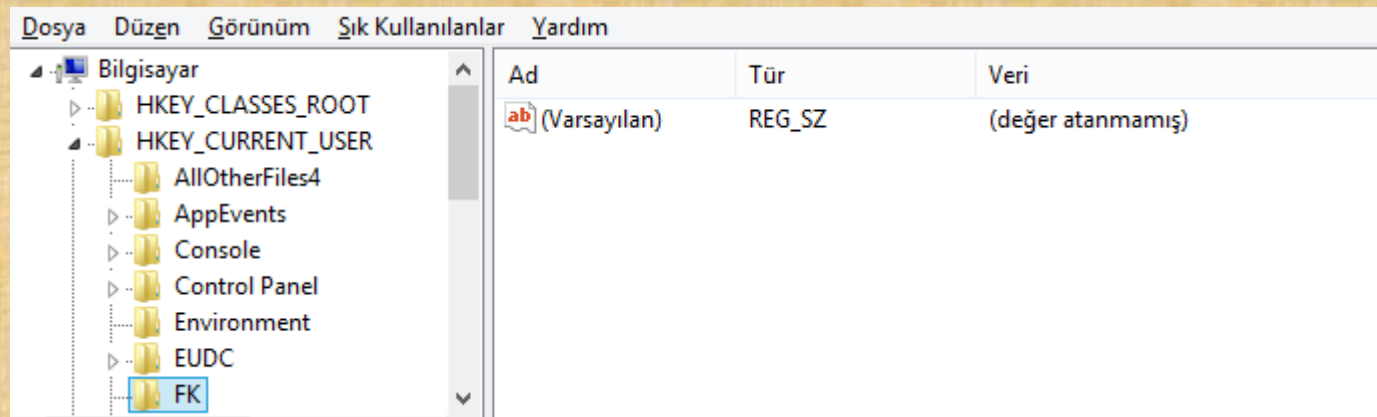 Dosya Düzen Görünüm Sık Kullanılanlar Yardım
Bilgisayar
HKEY_CLASSES_ROOT
HKEY_CURRENT_USER
AllOtherFiles4
AppEvents
Console
Control Panel
Environment
EUDC
FK
Ad Tür Veri
ab (Varsayılan) REG_SZ (değer atanmamış)